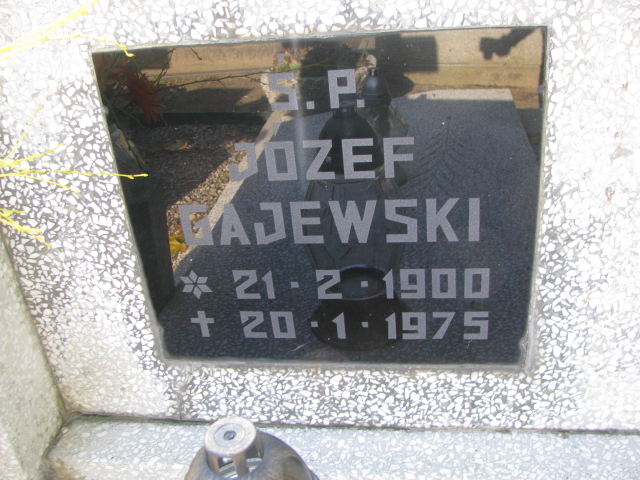 S. P.
JOZEF
GAJEWSKI
* 21 · 2 · 1900
† 20 · 1 · 1975